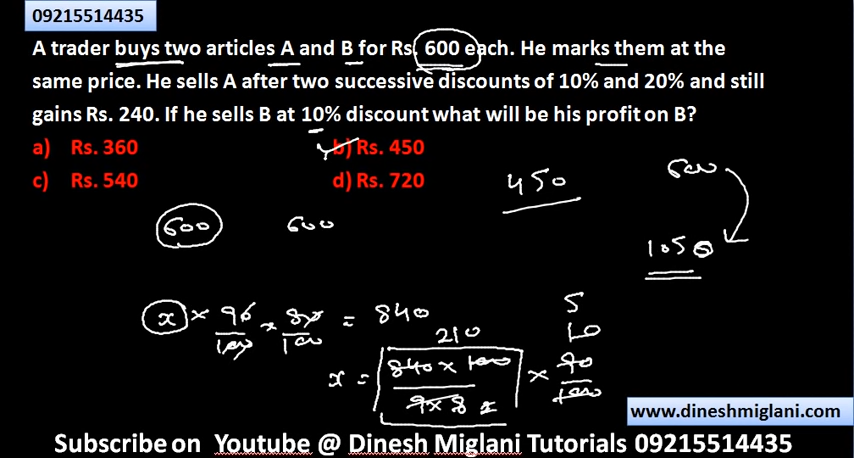 09215514435
A trader buys two articles A and B for Rs. 600 each. He marks them at the
same price. He sells A after two successive discounts of 10% and 20% and still
gains Rs. 240. If he sells B at 10% discount what will be his profit on B?
a) Rs. 360 b) Rs. 450
c) Rs. 540 d) Rs. 720
450 600
600 600
1050
x × 90/100 × 80/100 = 840
5
210 10
x = 840 × 100 / 9 × 8 2 × 90/100
www.dineshmiglani.com
Subscribe on Youtube @ Dinesh Miglani Tutorials 09215514435